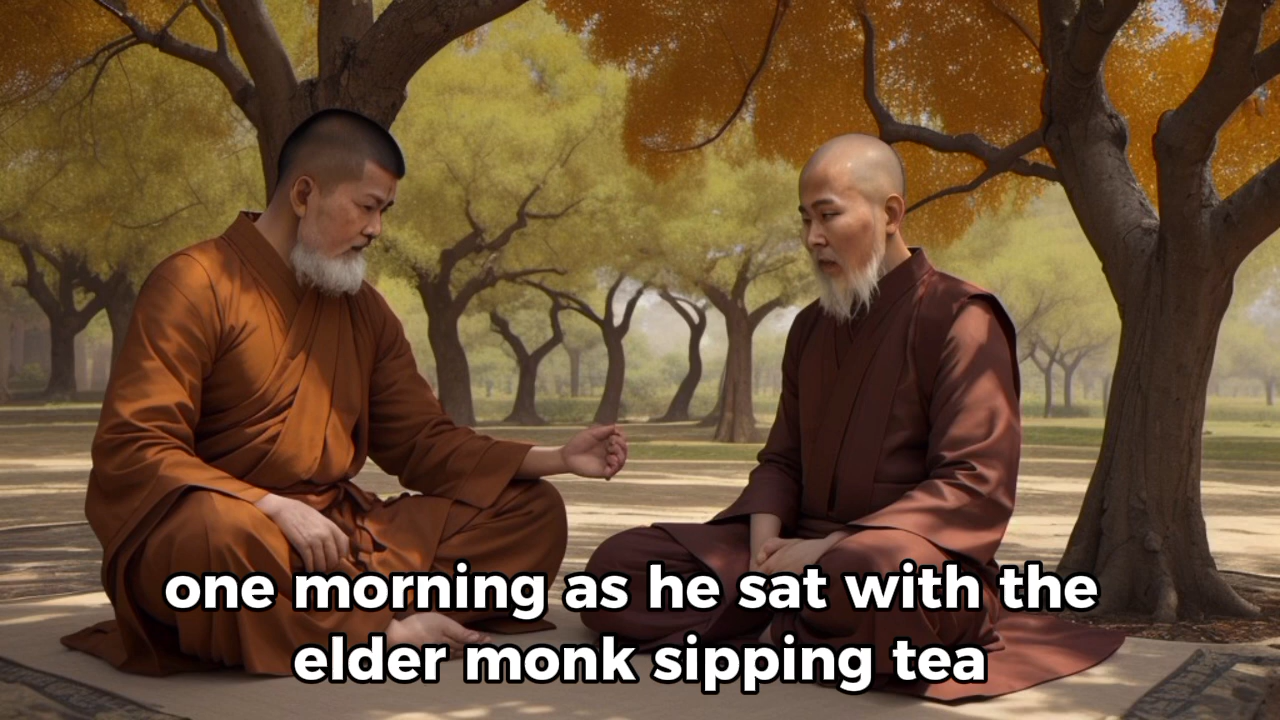 one morning as he sat with the
elder monk sipping tea